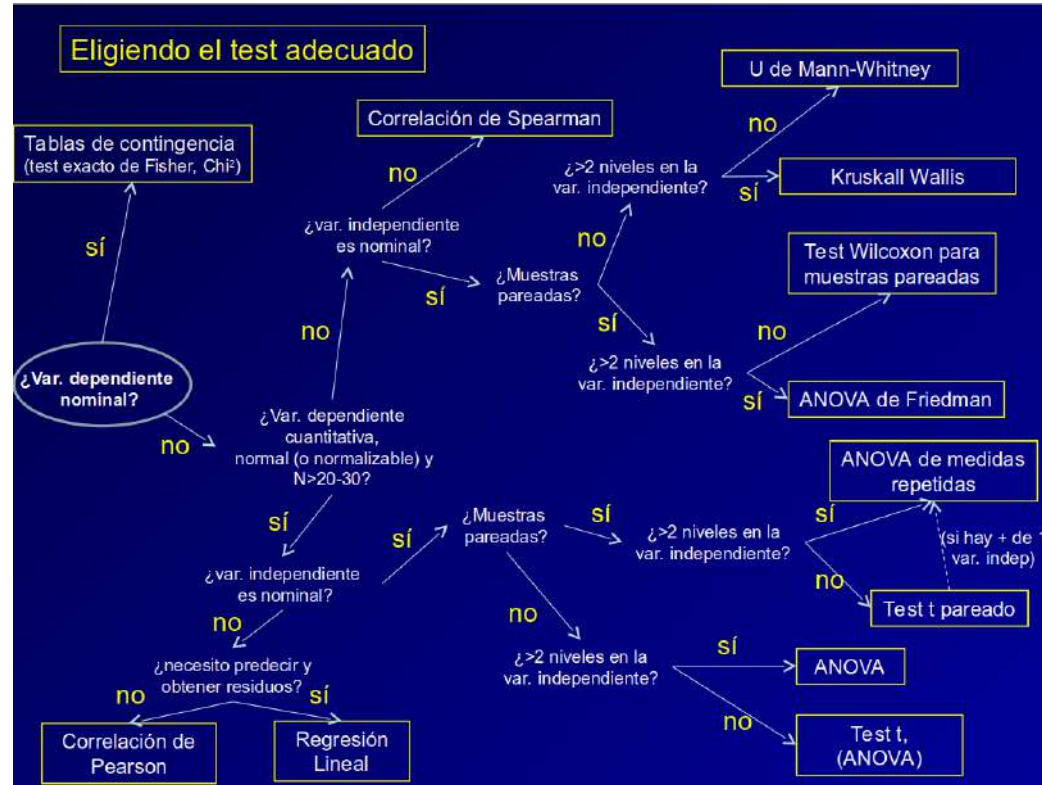 Eligiendo el test adecuado
U de Mann-Whitney
no
Correlación de Spearman
Tablas de contingencia
(test exacto de Fisher, Chi²)
no
¿>2 niveles en la
var. independiente?
sí
Kruskall Wallis
sí
¿var. independiente
es nominal?
no
sí
¿Muestras
pareadas?
Test Wilcoxon para
muestras pareadas
no
sí
no
¿>2 niveles en la
var. independiente?
sí
ANOVA de Friedman
¿Var. dependiente
nominal?
no
¿Var. dependiente
cuantitativa,
normal (o normalizable) y
N>20-30?
ANOVA de medidas
repetidas
sí
sí
¿Muestras
pareadas?
sí
¿>2 niveles en la
var. independiente?
sí
(si hay + de
var. indep)
no
Test t pareado
¿var. independiente
es nominal?
no
no
¿>2 niveles en la
var. independiente?
sí
ANOVA
no
Test t,
(ANOVA)
¿necesito predecir y
obtener residuos?
no
sí
Correlación de
Pearson
Regresión
Lineal